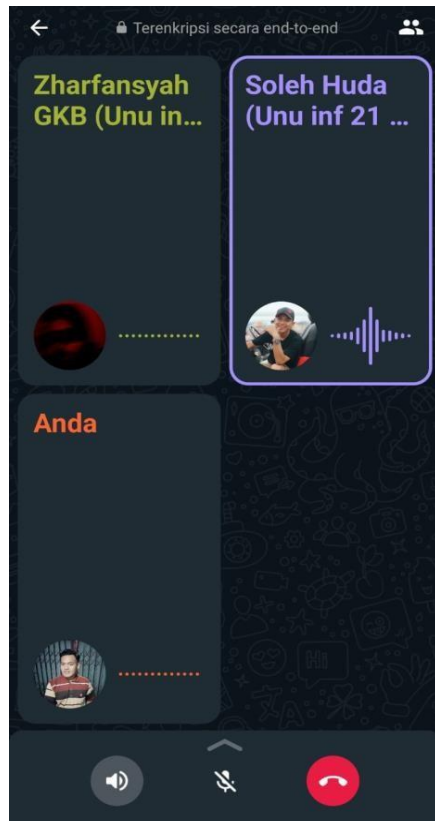 Terenkripsi secara end-to-end
Zharfansyah
GKB (Unu in...
Soleh Huda
(Unu inf 21 ...
Anda